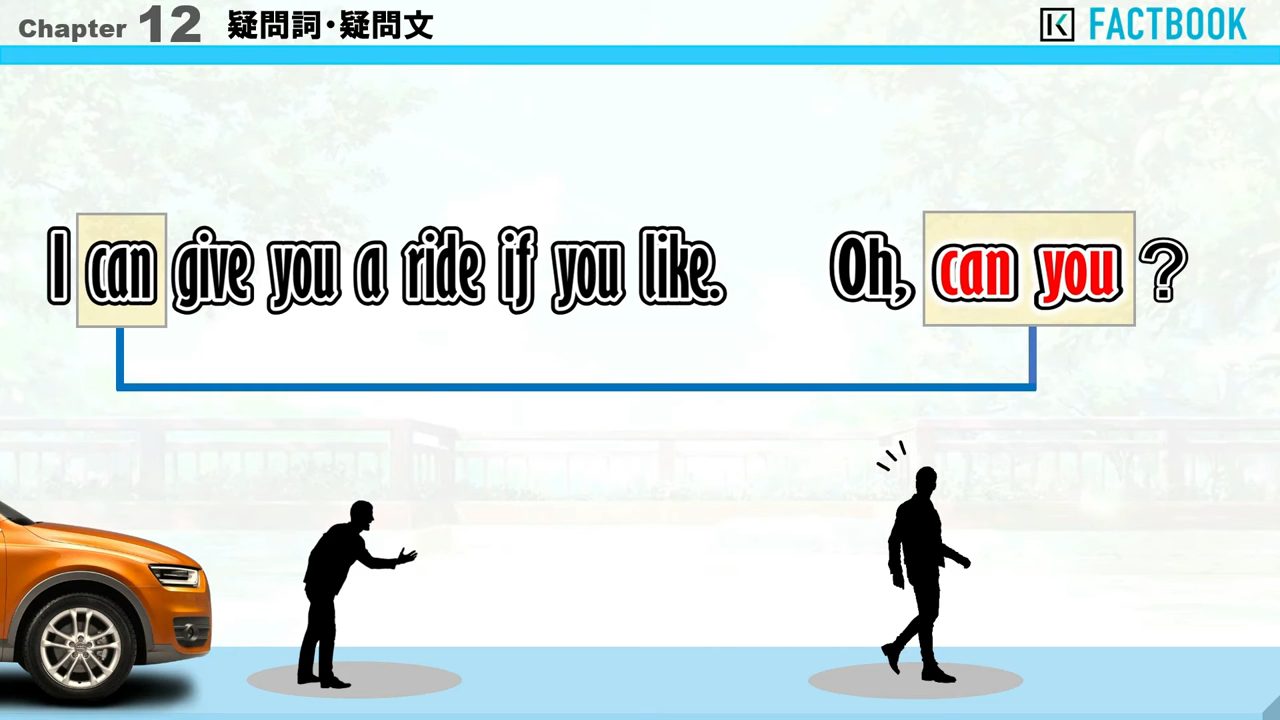 Chapter 12 疑問詞・疑問文
K FACTBOOK
I can give you a ride if you like. Oh, can you?